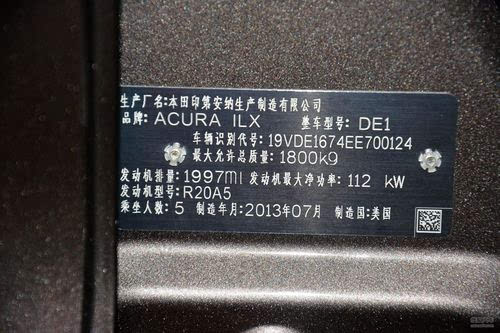 生产厂名:本田印第安纳生产制造有限公司
品牌: ACURA ILX 整车型号: DE1
车辆识别代号: 19VDE1674EE700124
最大允许总质量: 1800kg
发动机排量: 1997ml 发动机最大净功率: 112 kW
发动机型号: R20A5
乘坐人数: 5 制造年月: 2013年07月 制造国:美国